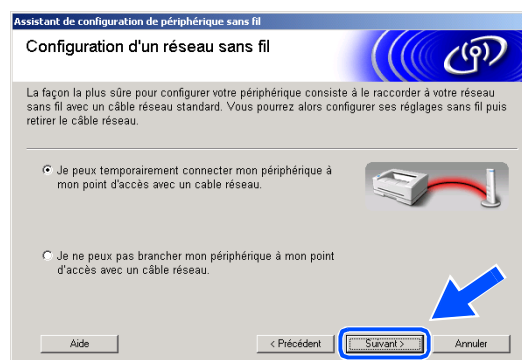 Assistant de configuration de périphérique sans fil
Configuration d'un réseau sans fil
La façon la plus sûre pour configurer votre périphérique consiste à le raccorder à votre réseau
sans fil avec un câble réseau standard. Vous pourrez alors configurer ses réglages sans fil puis
retirer le câble réseau.
Je peux temporairement connecter mon périphérique à
mon point d'accès avec un cable réseau.
Je ne peux pas brancher mon périphérique à mon point
d'accès avec un câble réseau.
Aide
< Précédent
Suivant >
Annuler